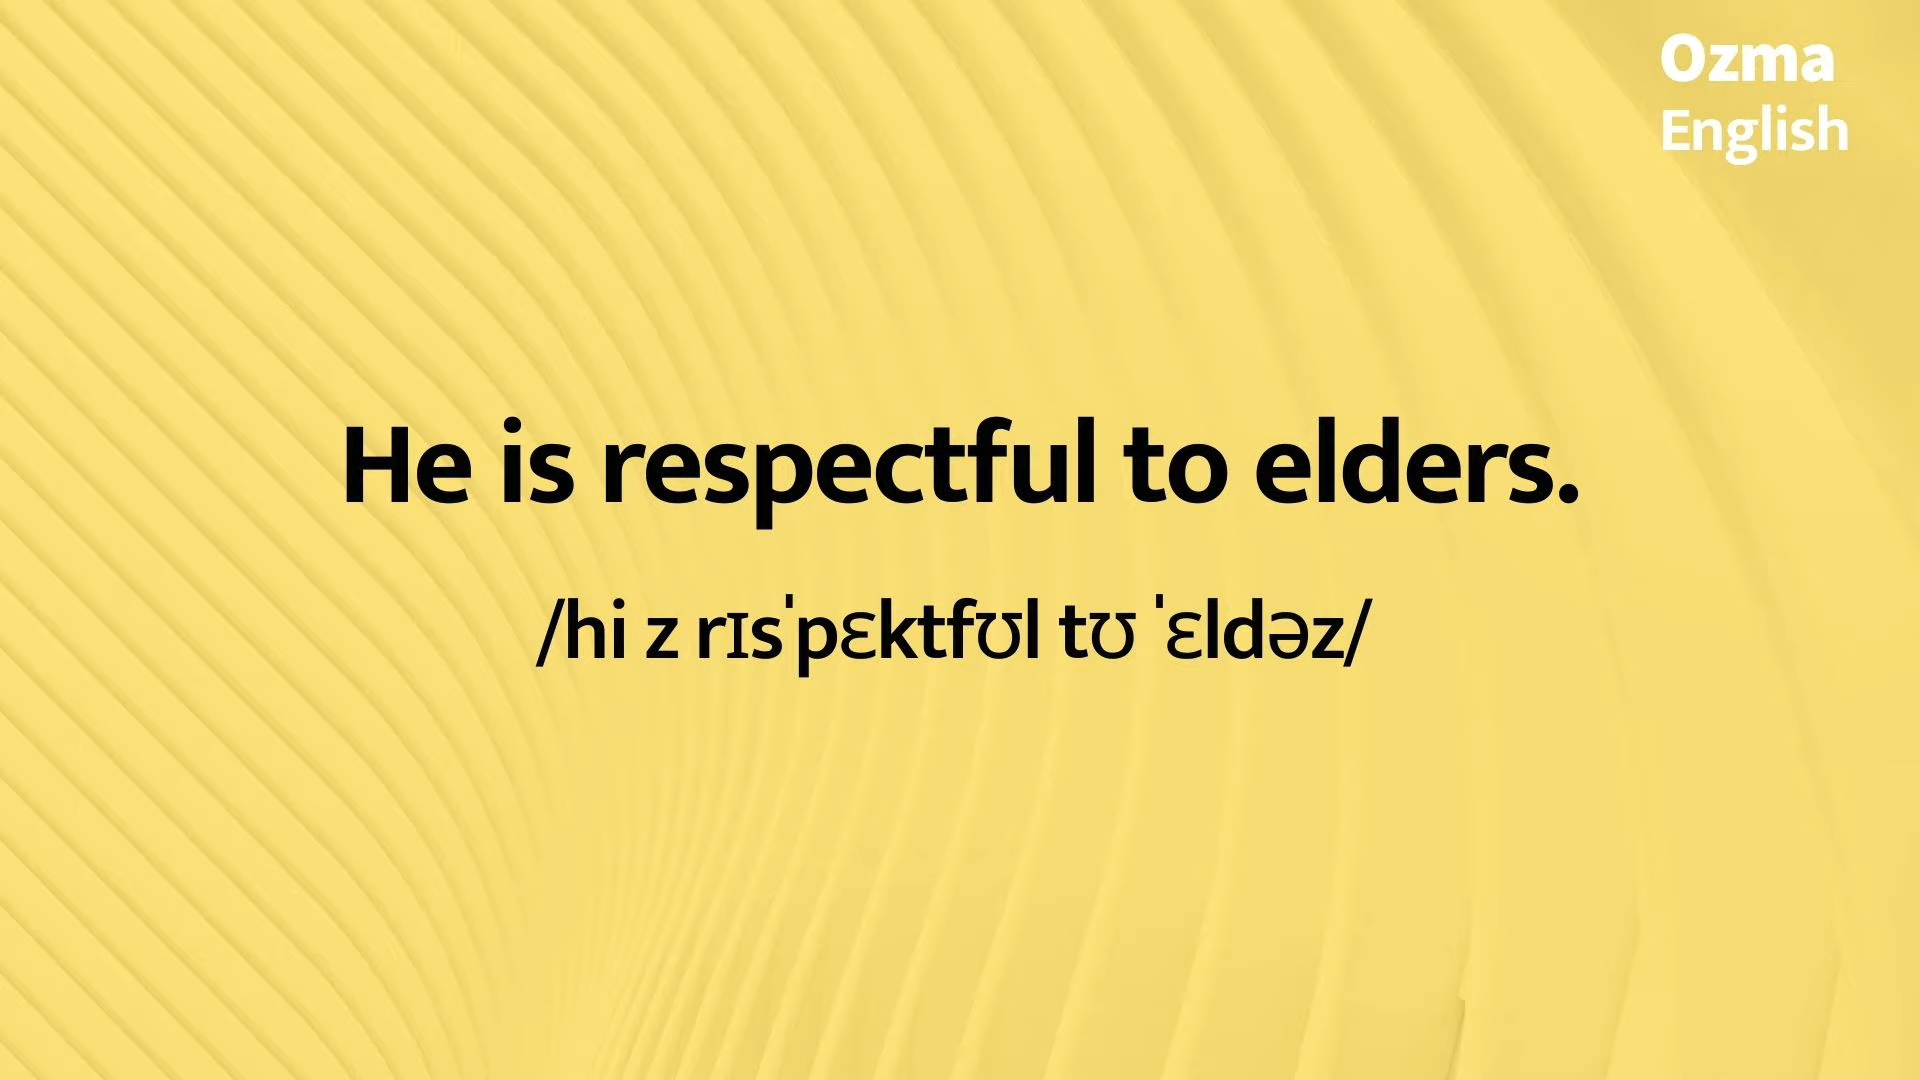 Ozma
English
He is respectful to elders.
/hi z rɪsˈpɛktfʊl tʊ ˈɛldəz/